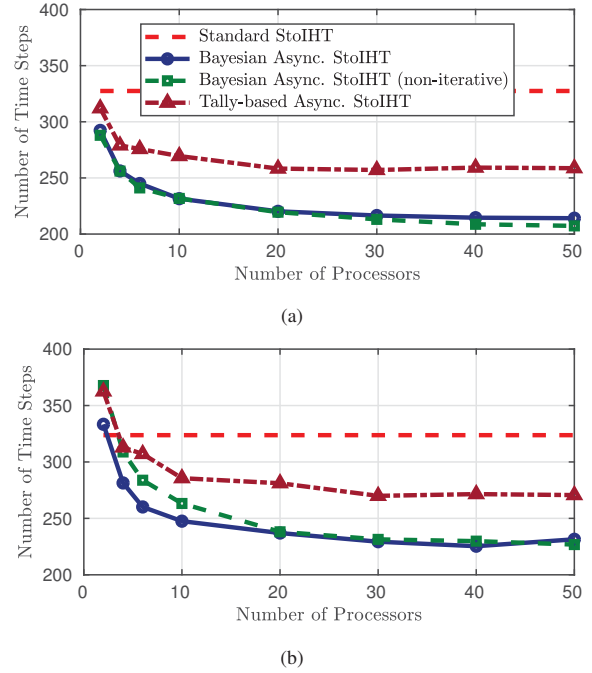 400
350
300
250
200
Number of Time Steps
Standard StoIHT
Bayesian Async. StoIHT
Bayesian Async. StoIHT (non-iterative)
Tally-based Async. StoIHT
0 10 20 30 40 50
Number of Processors
(a)
400
350
300
250
200
Number of Time Steps
0 10 20 30 40 50
Number of Processors
(b)